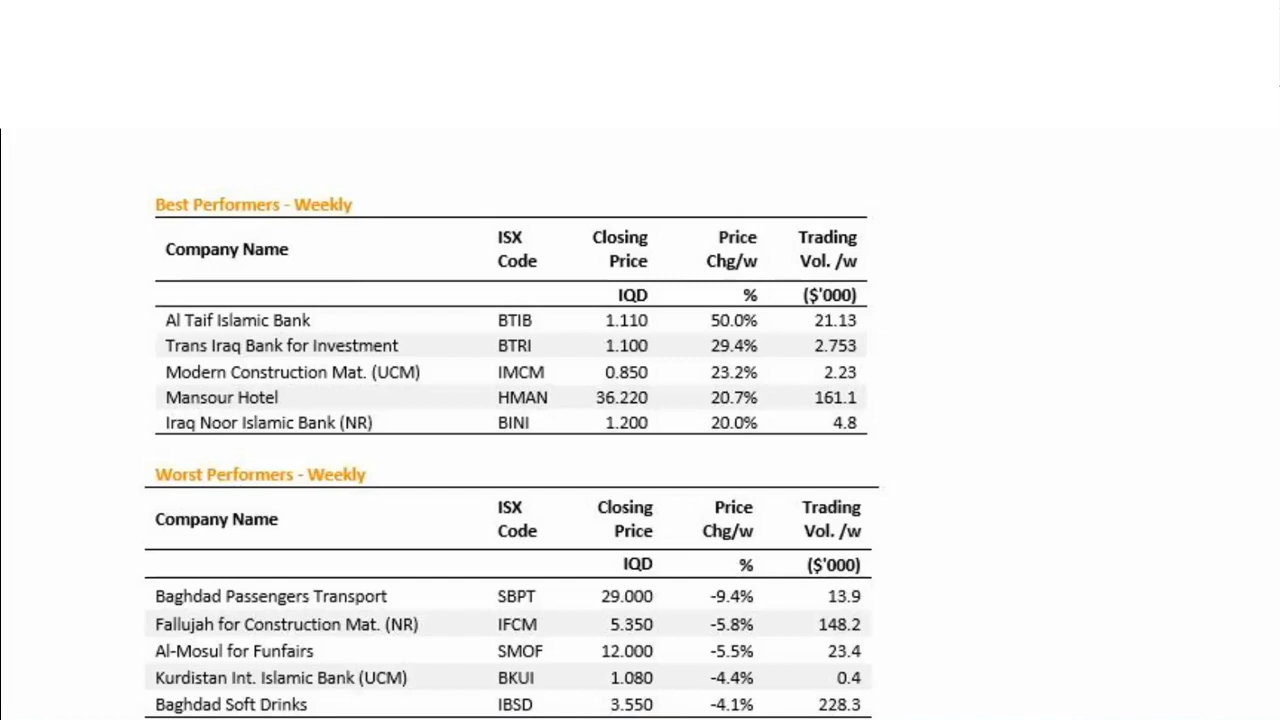 Best Performers - Weekly
Company Name ISX Code Closing Price Price Chg/w Trading Vol. /w
IQD % ($'000)
Al Taif Islamic Bank BTIB 1.110 50.0% 21.13
Trans Iraq Bank for Investment BTRI 1.100 29.4% 2.753
Modern Construction Mat. (UCM) IMCM 0.850 23.2% 2.23
Mansour Hotel HMAN 36.220 20.7% 161.1
Iraq Noor Islamic Bank (NR) BINI 1.200 20.0% 4.8
Worst Performers - Weekly
Company Name ISX Code Closing Price Price Chg/w Trading Vol. /w
IQD % ($'000)
Baghdad Passengers Transport SBPT 29.000 -9.4% 13.9
Fallujah for Construction Mat. (NR) IFCM 5.350 -5.8% 148.2
Al-Mosul for Funfairs SMOF 12.000 -5.5% 23.4
Kurdistan Int. Islamic Bank (UCM) BKUI 1.080 -4.4% 0.4
Baghdad Soft Drinks IBSD 3.550 -4.1% 228.3